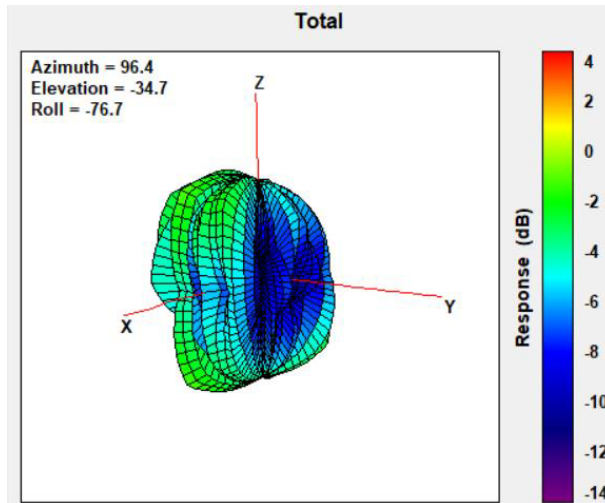 Total
Azimuth = 96.4
Elevation = -34.7
Roll = -76.7
Z
X
Y
Response (dB)
4
2
0
-2
-4
-6
-8
-10
-12
-14